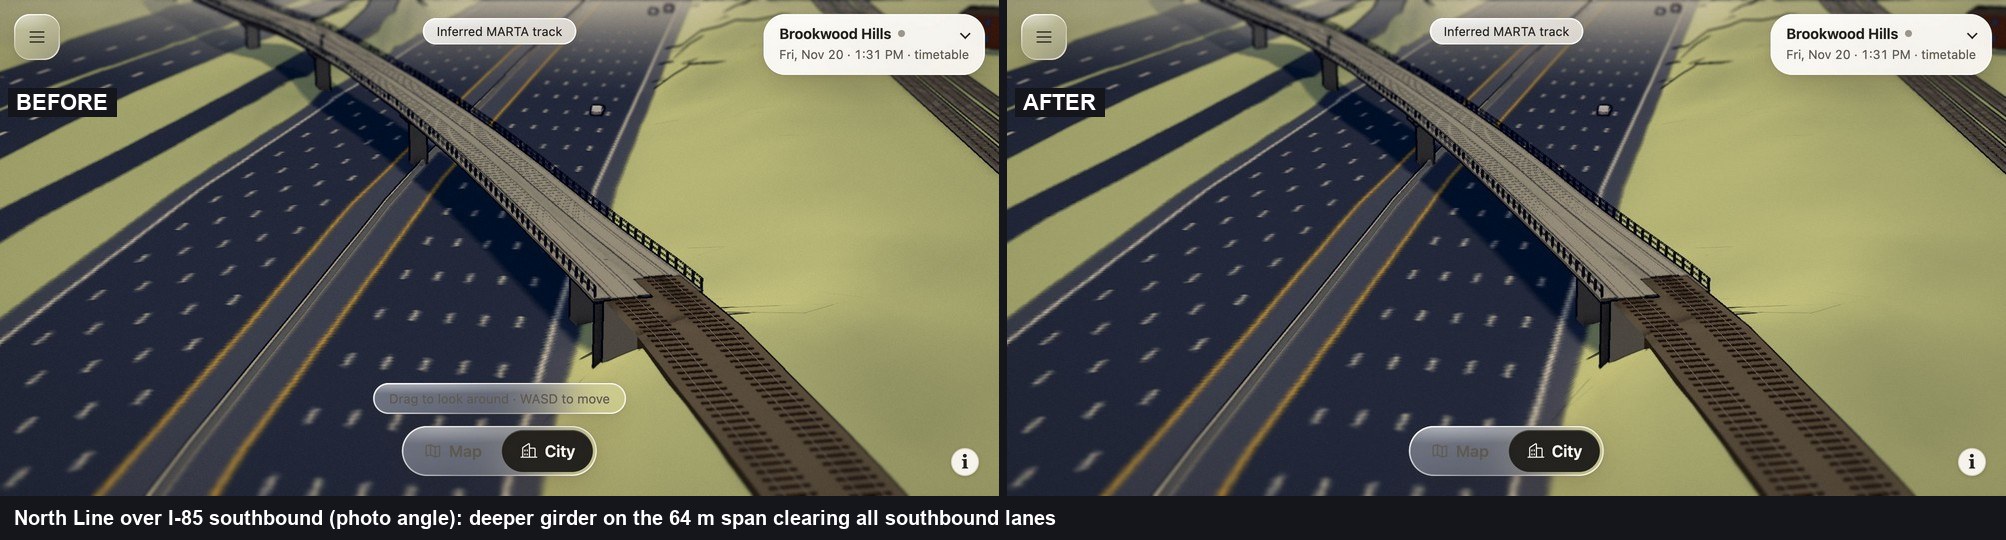 Inferred MARTA track
Brookwood Hills
Fri, Nov 20 · 1:31 PM · timetable
BEFORE
Drag to look around · WASD to move
Map
City
i
Inferred MARTA track
Brookwood Hills
Fri, Nov 20 · 1:31 PM · timetable
AFTER
Map
City
i
North Line over I-85 southbound (photo angle): deeper girder on the 64 m span clearing all southbound lanes